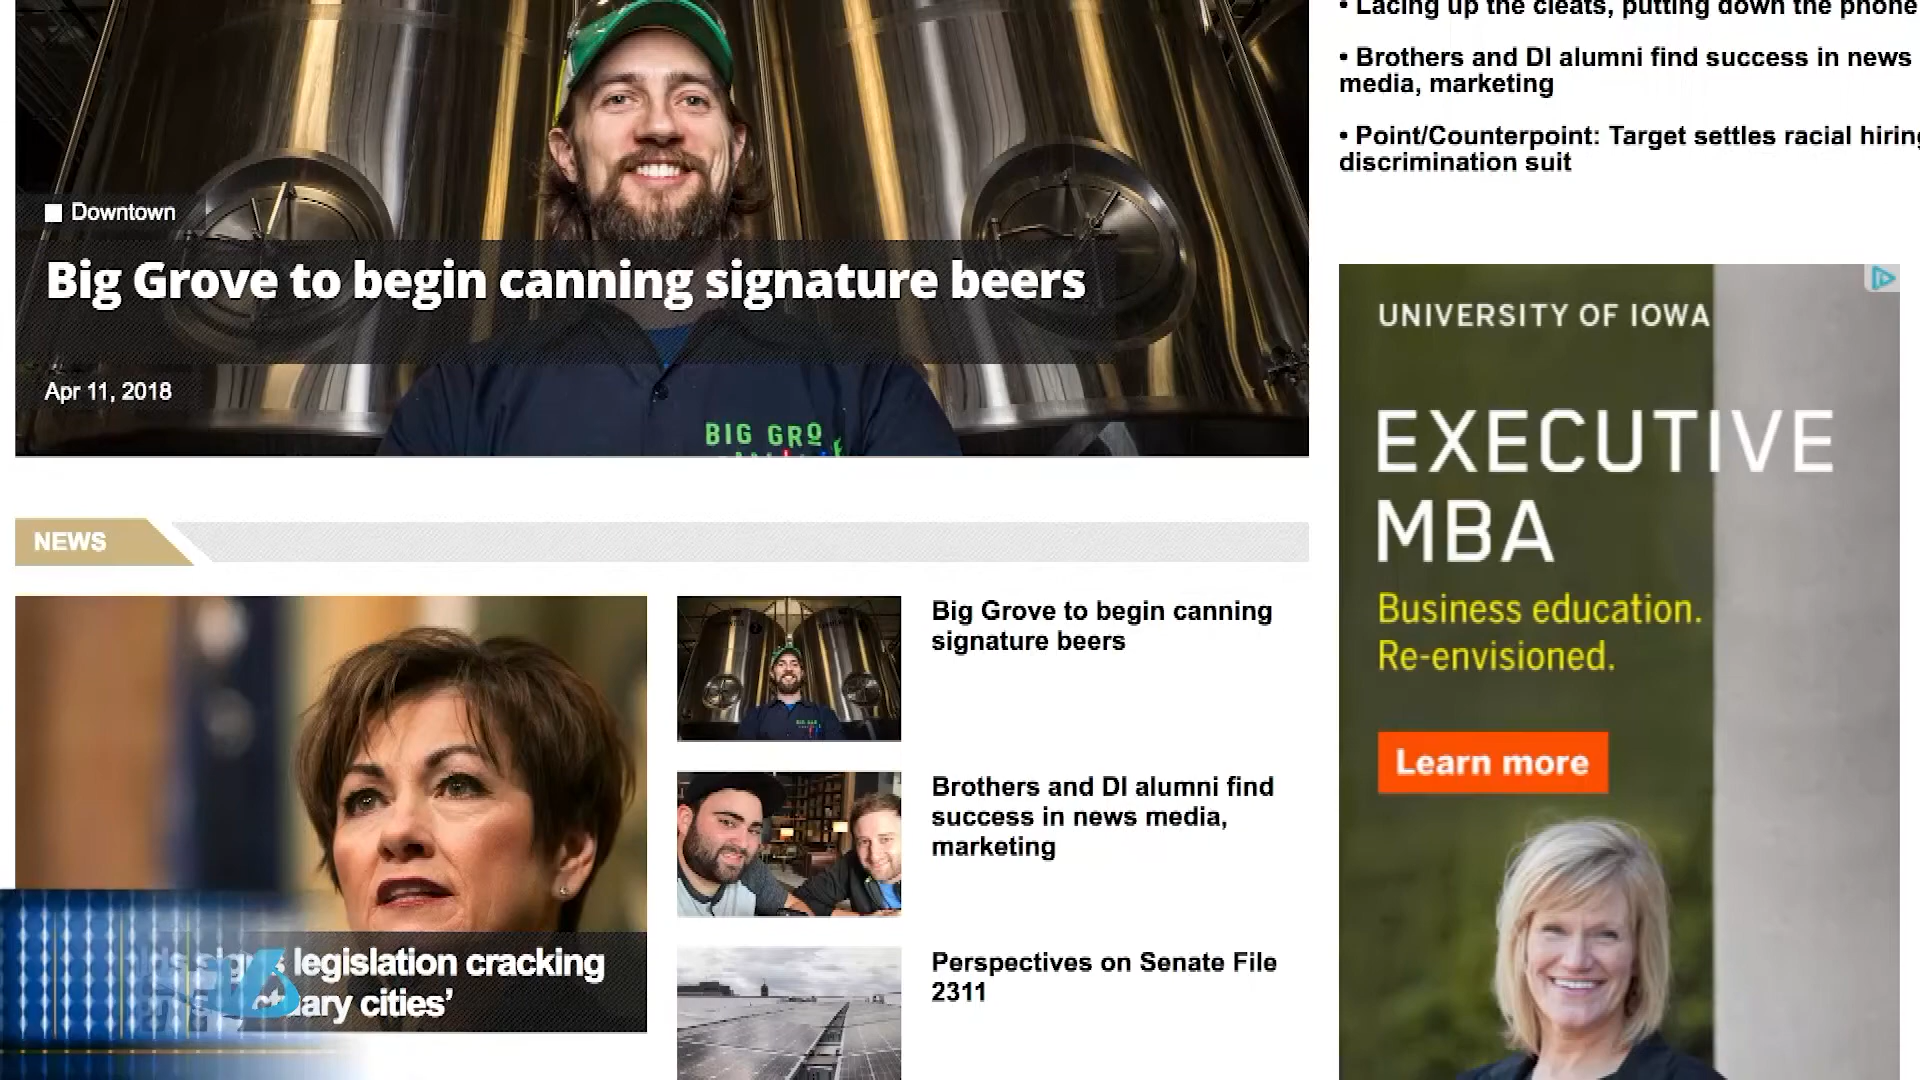 • Lacing up the cleats, putting down the phone
• Brothers and DI alumni find success in news
media, marketing
• Point/Counterpoint: Target settles racial hiring
discrimination suit
Downtown
Big Grove to begin canning signature beers
Apr 11, 2018
BIG GRO
NEWS
legislation cracking
cities’
Big Grove to begin canning
signature beers
Brothers and DI alumni find
success in news media,
marketing
Perspectives on Senate File
2311
UNIVERSITY OF IOWA
EXECUTIVE
MBA
Business education.
Re-envisioned.
Learn more